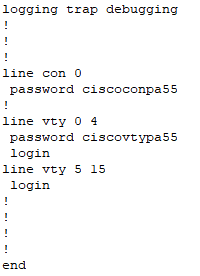 logging trap debugging
!
!
!
line con 0
 password ciscoconpa55
!
line vty 0 4
 password ciscovtypa55
 login
line vty 5 15
 login
!
!
!
!
end